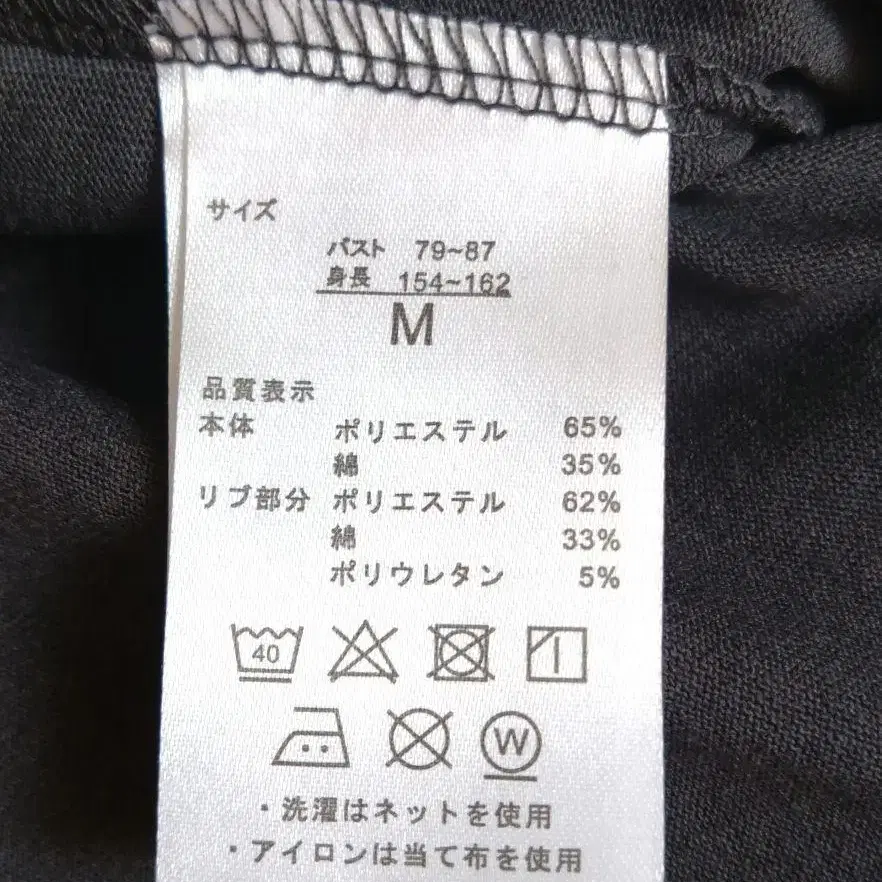 サイズ
バスト 79~87
身長 154~162
M
品質表示
本体 ポリエステル 65%
綿 35%
リブ部分 ポリエステル 62%
綿 33%
ポリウレタン 5%
40
W
・洗濯はネットを使用
・アイロンは当て布を使用